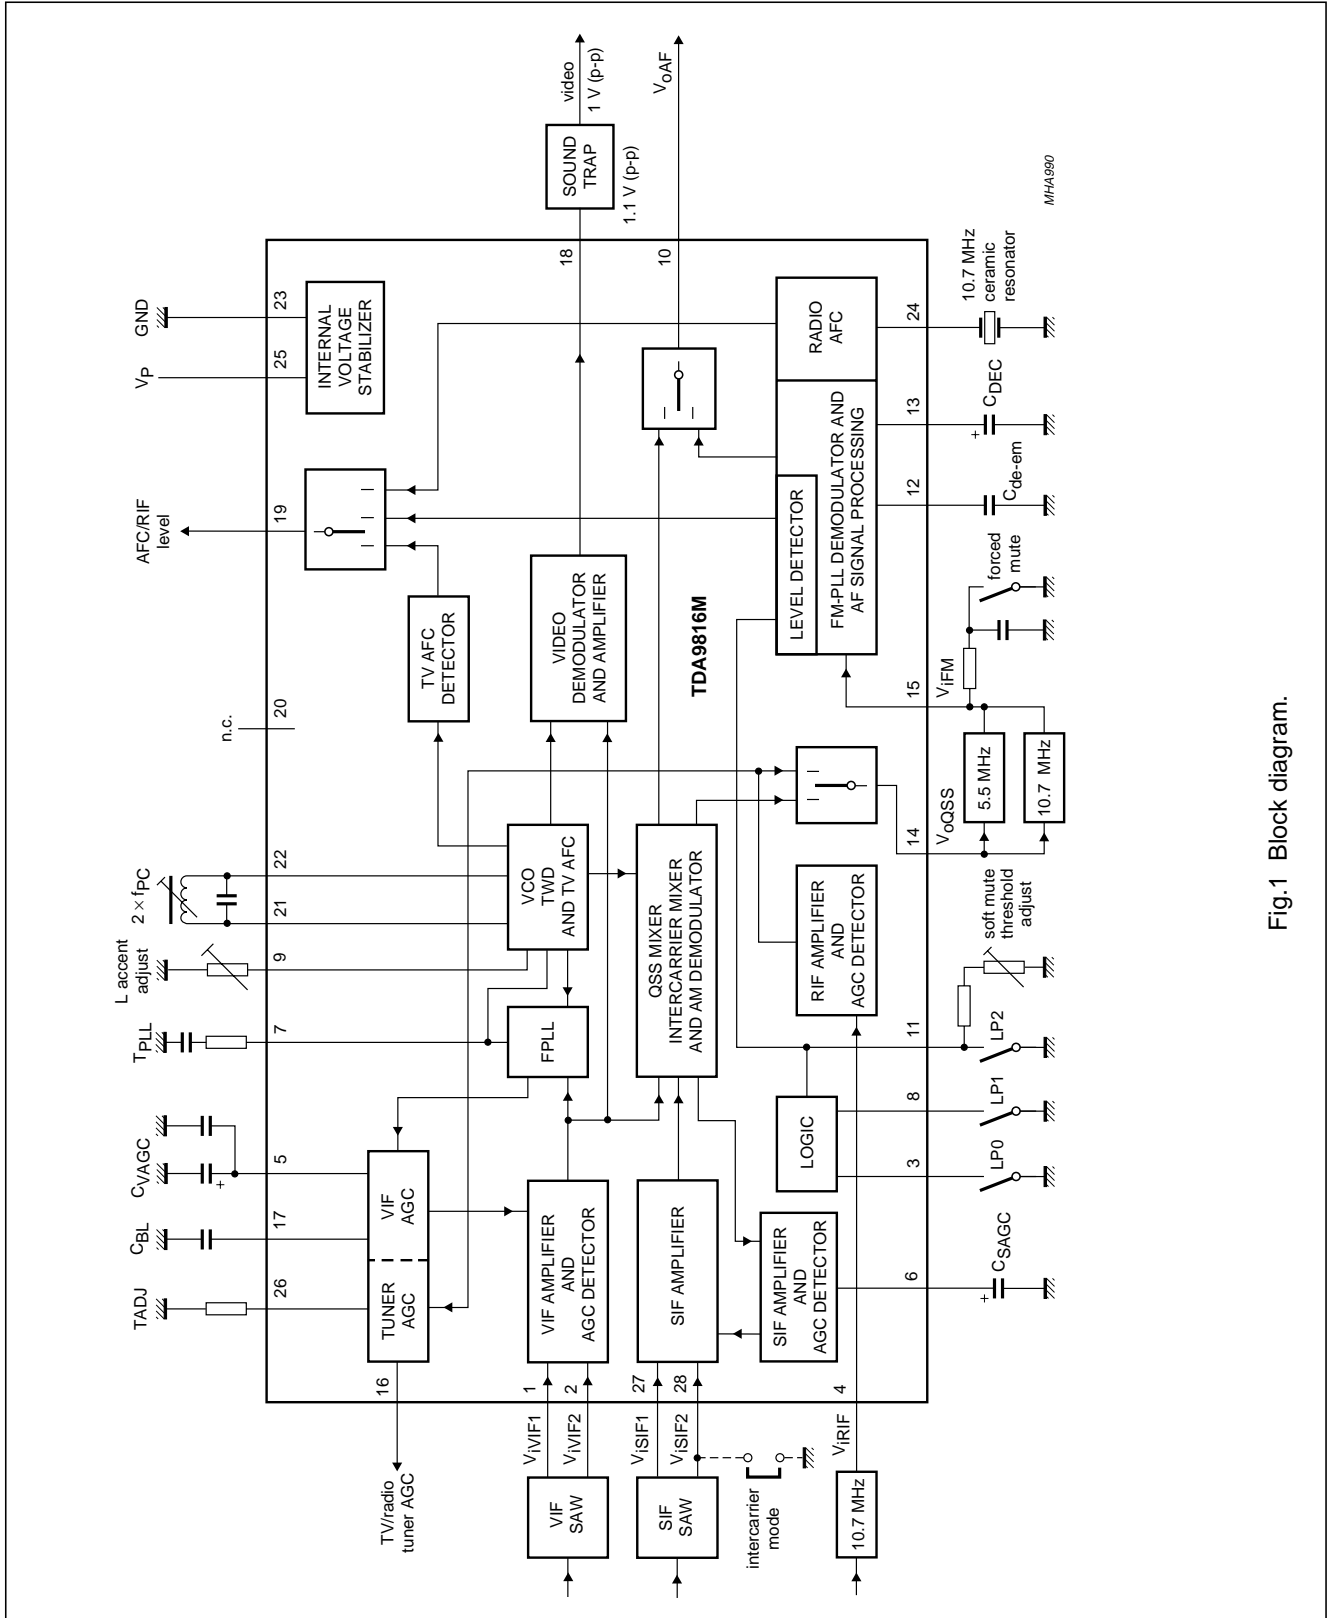 video
1 V (p-p)
SOUND
TRAP
1.1 V (p-p)
VoAF
MHA990
GND
VP
23
25
INTERNAL
VOLTAGE
STABILIZER
18
10
RADIO
AFC
24
10.7 MHz
ceramic
resonator
AFC/RIF
level
19
FM-PLL DEMODULATOR AND
AF SIGNAL PROCESSING
LEVEL DETECTOR
13
CDEC
+
12
Cde-em
forced
mute
n.c.
20
TV AFC
DETECTOR
VIDEO
DEMODULATOR
AND AMPLIFIER
TDA9816M
15
ViFM
5.5 MHz
10.7 MHz
2 × fPC
22
21
VCO
TWD
AND TV AFC
14
VoQSS
L accent
adjust
9
QSS MIXER
INTERCARRIER MIXER
AND AM DEMODULATOR
RIF AMPLIFIER
AND
AGC DETECTOR
soft mute
threshold
adjust
TPLL
7
FPLL
11
LP2
CVAGC
+
5
LOGIC
8
LP1
3
LP0
CBL
17
VIF
AGC
VIF AMPLIFIER
AND
AGC DETECTOR
SIF AMPLIFIER
SIF AMPLIFIER
AND
AGC DETECTOR
6
+
CSAGC
TADJ
26
TUNER
AGC
16
1
2
27
28
4
TV/radio
tuner AGC
ViVIF1
ViVIF2
ViSIF1
ViSIF2
ViRIF
VIF
SAW
SIF
SAW
intercarrier
mode
10.7 MHz
Fig.1 Block diagram.